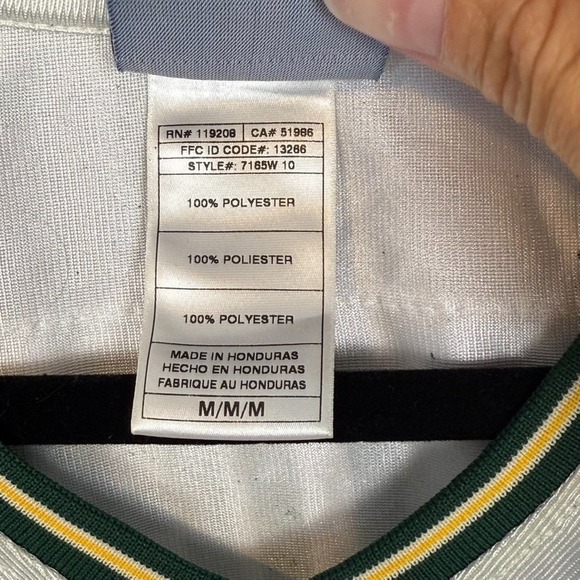 RN# 119208 CA# 51986
FFC ID CODE#: 13266
STYLE#: 7165W 10
100% POLYESTER
100% POLIESTER
100% POLYESTER
MADE IN HONDURAS
HECHO EN HONDURAS
FABRIQUE AU HONDURAS
M/M/M